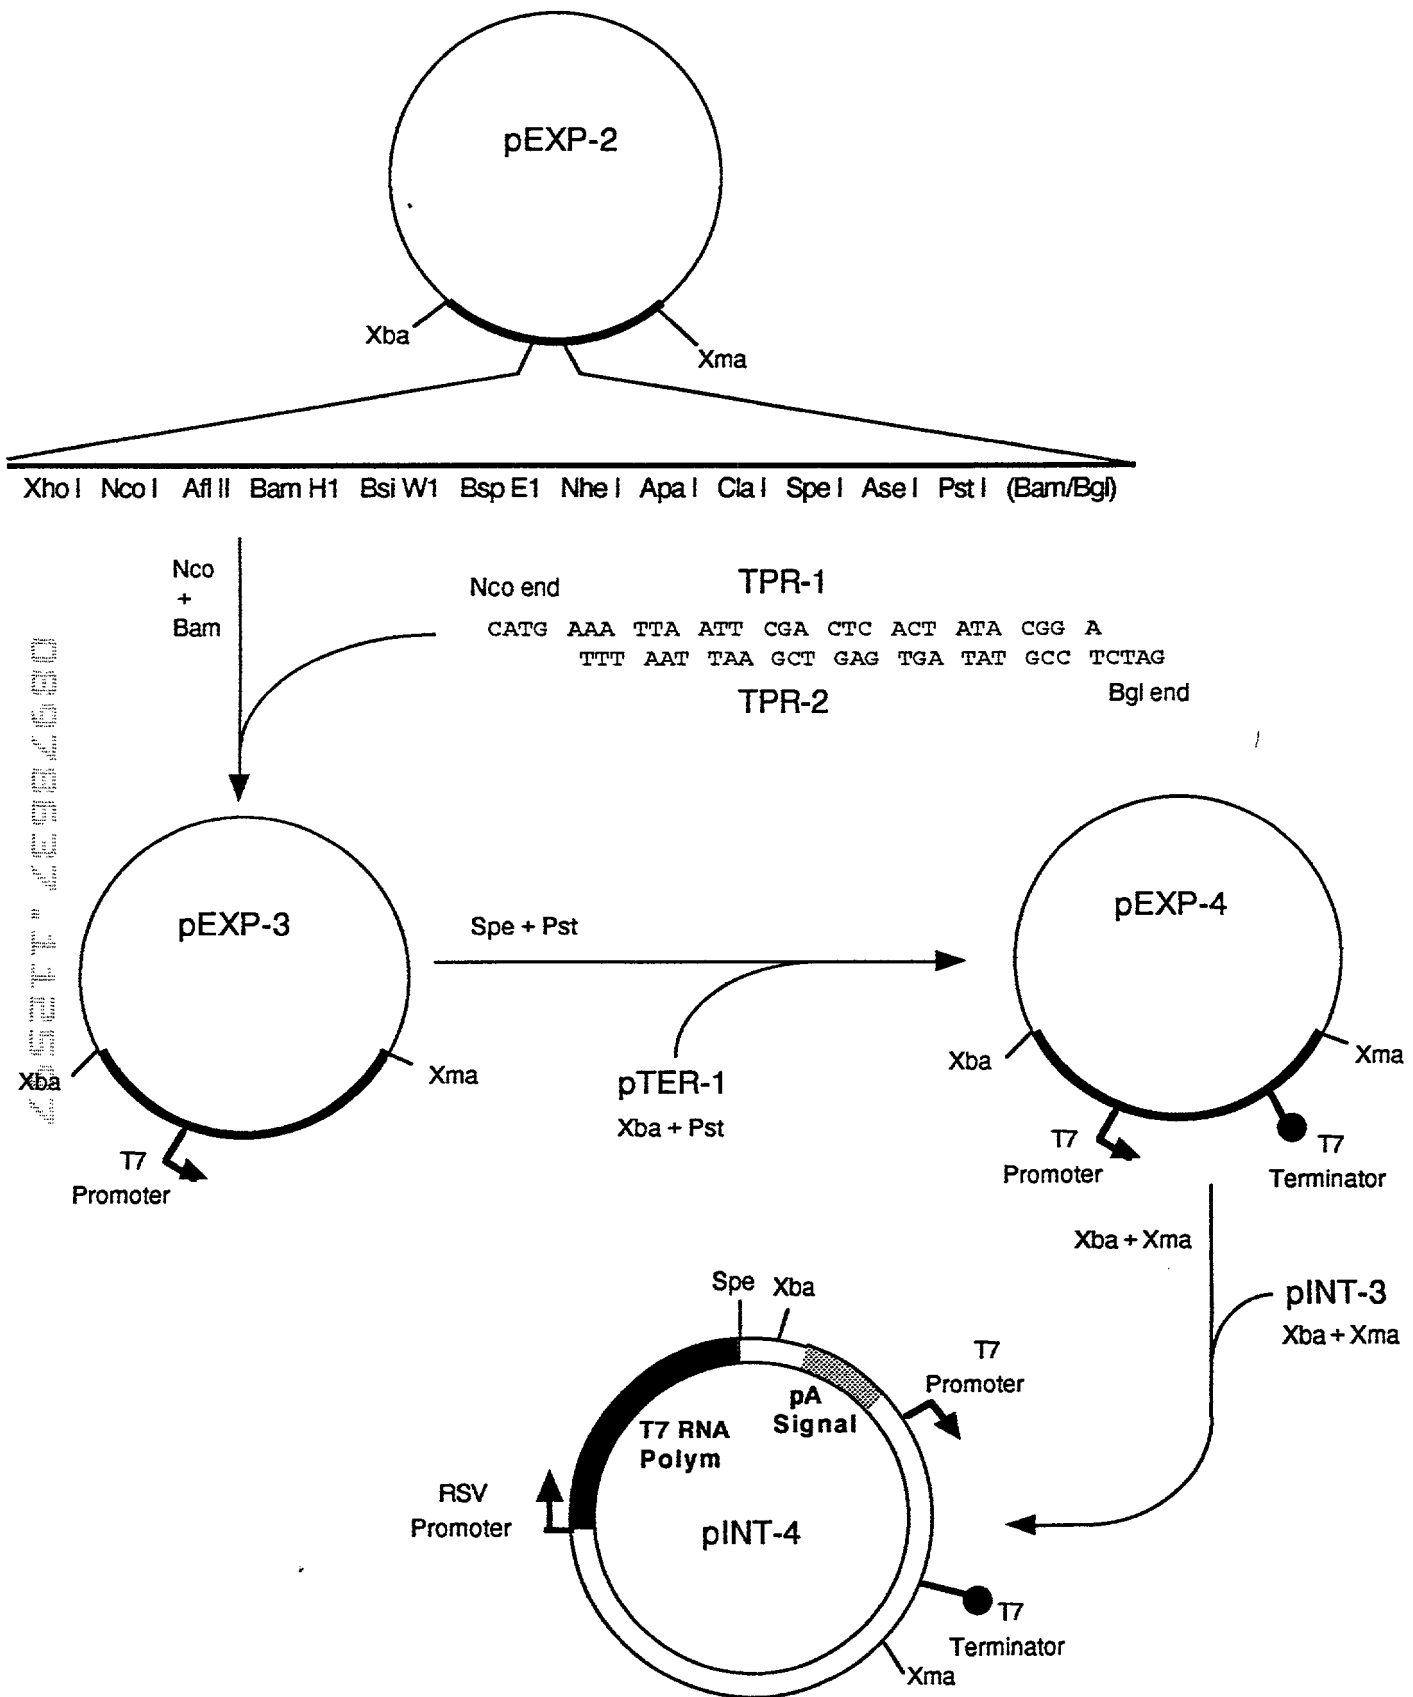 pEXP-2
Xba
Xma
Xho I Nco I Afl II Bam H1 Bsi W1 Bsp E1 Nhe I Apa I Cla I Spe I Ase I Pst I (Bam/Bgl)
Nco
+
Bam
Nco end
TPR-1
CATG AAA TTA ATT CGA CTC ACT ATA CGG A
TTT AAT TAA GCT GAG TGA TAT GCC TCTAG
TPR-2
Bgl end
pEXP-3
Spe + Pst
pEXP-4
Xba
Xma
pTER-1
Xba + Pst
Xba
Xma
T7
Promoter
T7
Promoter
T7
Terminator
Xba + Xma
pINT-3
Xba + Xma
Spe
Xba
T7
Promoter
pA
Signal
T7 RNA
Polym
RSV
Promoter
pINT-4
T7
Terminator
Xma